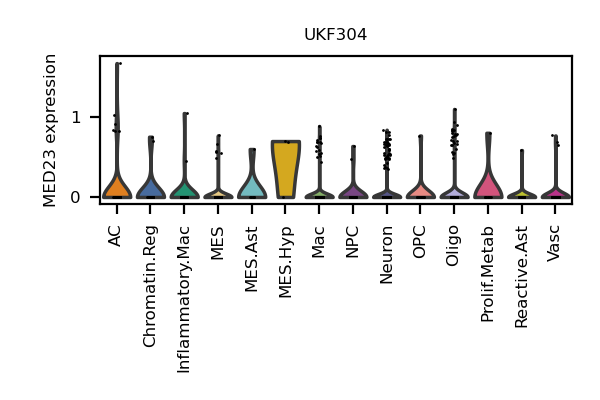 UKF304
MED23 expression
1
0
AC
Chromatin.Reg
Inflammatory.Mac
MES
MES.Ast
MES.Hyp
Mac
NPC
Neuron
OPC
Oligo
Prolif.Metab
Reactive.Ast
Vasc